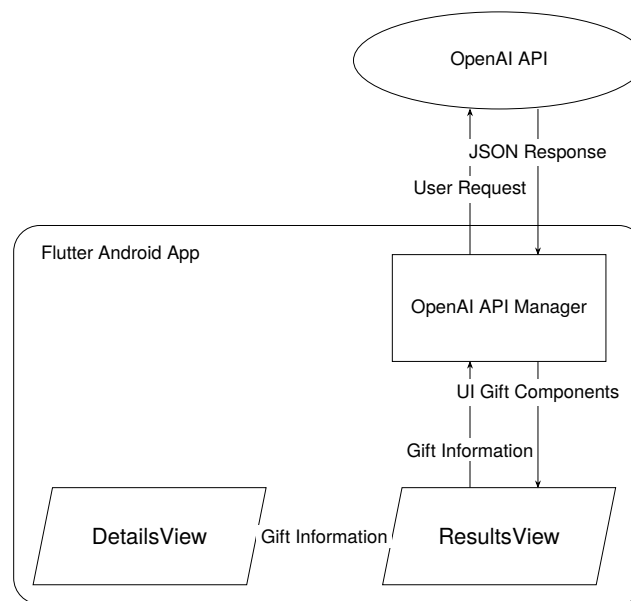 OpenAI API
JSON Response
User Request
Flutter Android App
OpenAI API Manager
UI Gift Components
Gift Information
DetailsView
Gift Information
ResultsView